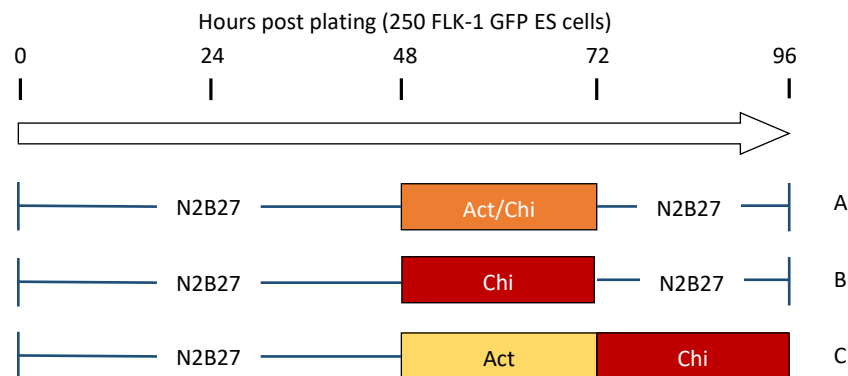 Hours post plating (250 FLK-1 GFP ES cells)
0 24 48 72 96
N2B27 Act/Chi N2B27 A
N2B27 Chi N2B27 B
N2B27 Act Chi C